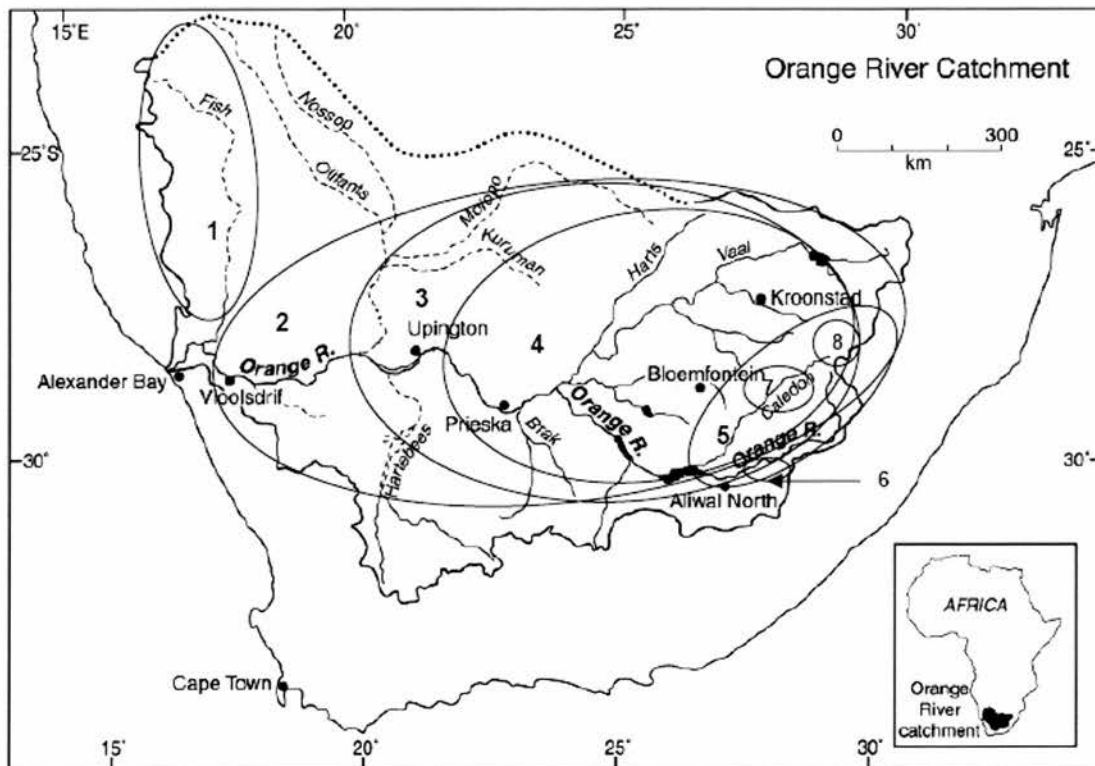 15°E
20°
25°
30°
Orange River Catchment
0
300
km
25°S
25°
Fish
Nossop
Olifants
Molopo
Kuruman
Harts
Vaal
1
2
3
4
Kroonstad
Upington
8
Orange R.
Bloemfontein
7
Caledon
Alexander Bay
Vioolsdrif
Prieska
Orange R.
5
Orange R.
Brak
Hartebees
30°
30°
Aliwal North
6
AFRICA
Cape Town
Orange
River
catchment
15°
20°
25°
30°